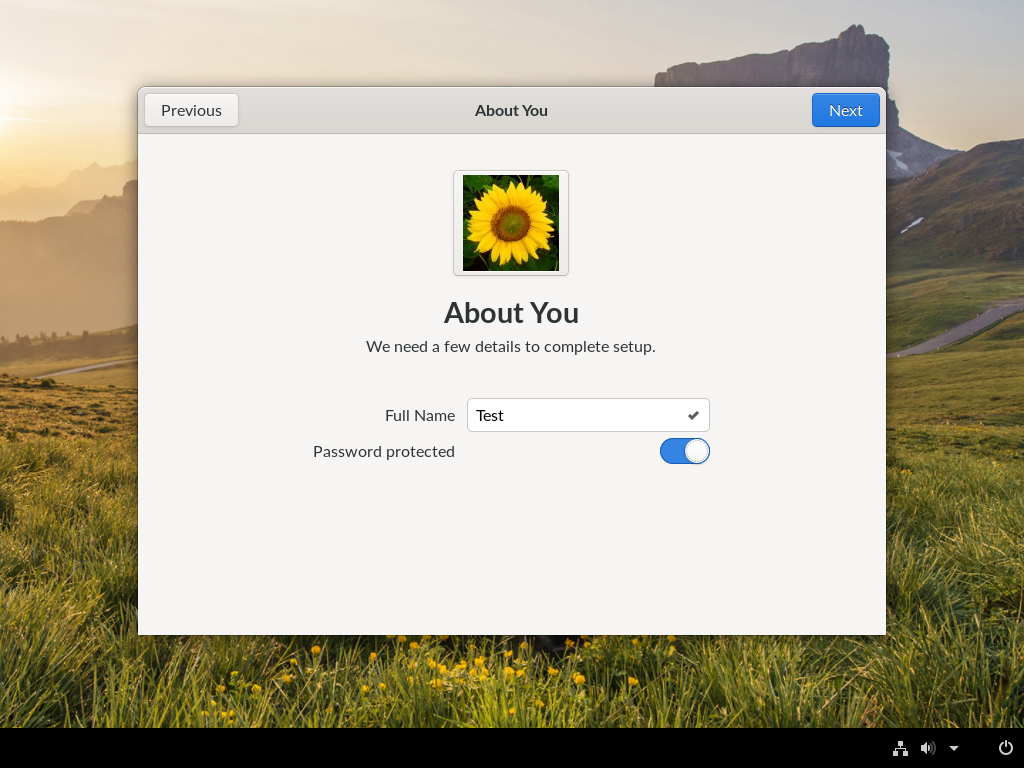 Previous
About You
Next
About You
We need a few details to complete setup.
Full Name
Test
Password protected